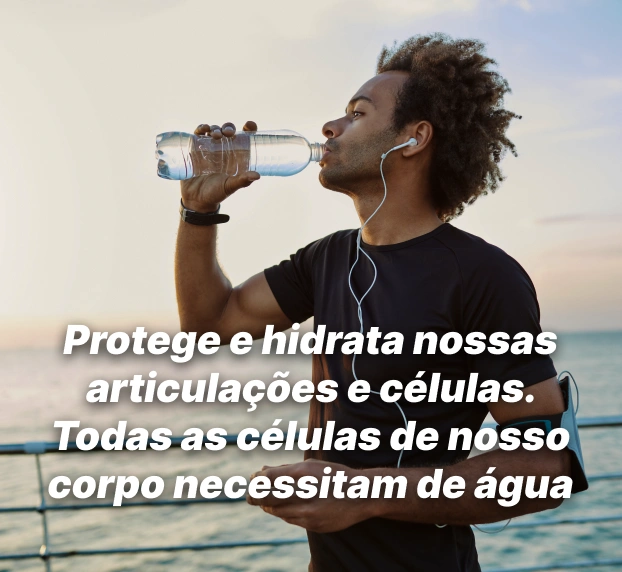 Protege e hidrata nossas
articulações e células.
Todas as células de nosso
corpo necessitam de água